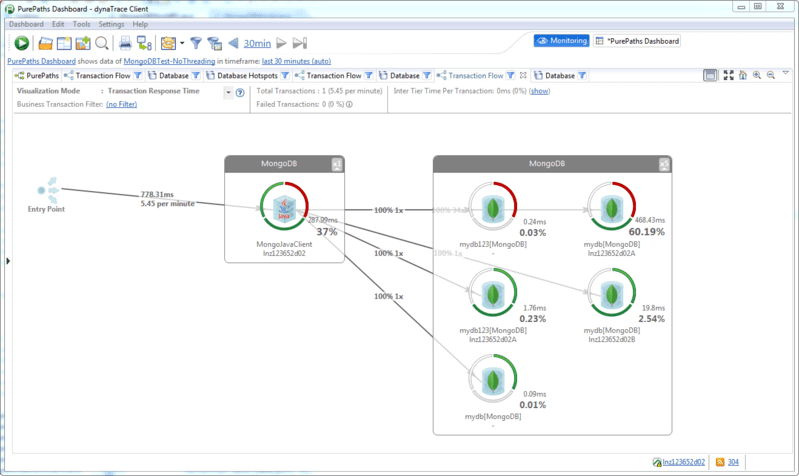 PurePaths Dashboard - dynaTrace Client
Dashboard Edit Tools Settings Help
30min
Monitoring
*PurePaths Dashboard
PurePaths Dashboard shows data of MongoDBTest-NoThreading in timeframe: last 30 minutes (auto)
PurePaths
Transaction Flow
Database
Database Hotspots
Transaction Flow
Database
Transaction Flow
Database
Visualization Mode : Transaction Response Time
Business Transaction Filter: (no Filter)
Total Transactions : 1 (5.45 per minute)
Failed Transactions: 0 (0 %)
Inter Tier Time Per Transaction: 0ms (0%) (show)
Entry Point
778.31ms
5.45 per minute
MongoDB
x1
Java
287.99ms
37%
MongoJavaClient
lnz123652d02
100% 1x
100% 1x
100% 1x
MongoDB
x5
0.24ms
0.03%
mydb123[MongoDB]
-
468.43ms
60.19%
mydb[MongoDB]
lnz123652d02A
100% 1x
1.76ms
0.23%
mydb123[MongoDB]
lnz123652d02A
19.8ms
2.54%
mydb[MongoDB]
lnz123652d02B
0.09ms
0.01%
mydb[MongoDB]
-
lnz123652d02
304